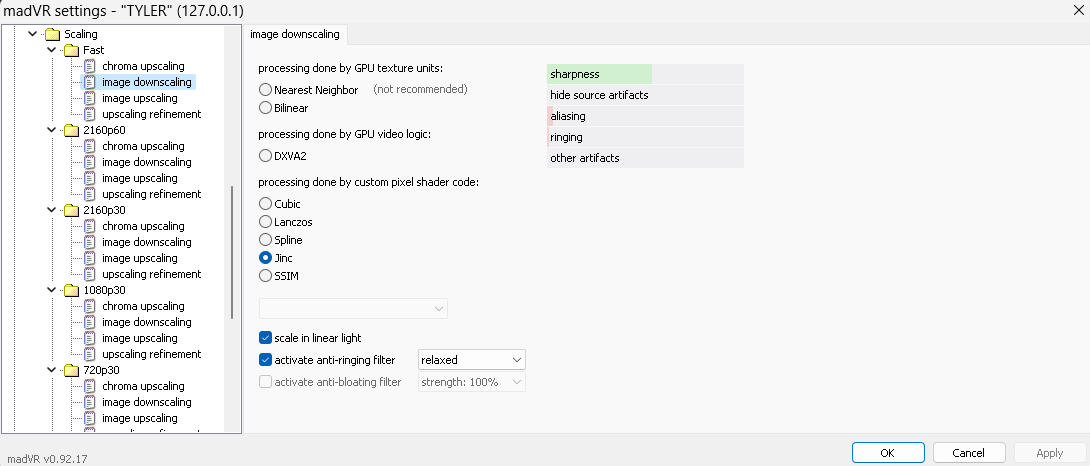 madVR settings - "TYLER" (127.0.0.1)
Scaling
Fast
chroma upscaling
image downscaling
image upscaling
upscaling refinement
2160p60
chroma upscaling
image downscaling
image upscaling
upscaling refinement
2160p30
chroma upscaling
image downscaling
image upscaling
upscaling refinement
1080p30
chroma upscaling
image downscaling
image upscaling
upscaling refinement
720p30
chroma upscaling
image downscaling
image upscaling
image downscaling
processing done by GPU texture units:
Nearest Neighbor (not recommended)
Bilinear
processing done by GPU video logic:
DXVA2
processing done by custom pixel shader code:
Cubic
Lanczos
Spline
Jinc
SSIM
scale in linear light
activate anti-ringing filter relaxed
activate anti-bloating filter strength: 100%
sharpness
hide source artifacts
aliasing
ringing
other artifacts
madVR v0.92.17
OK Cancel Apply